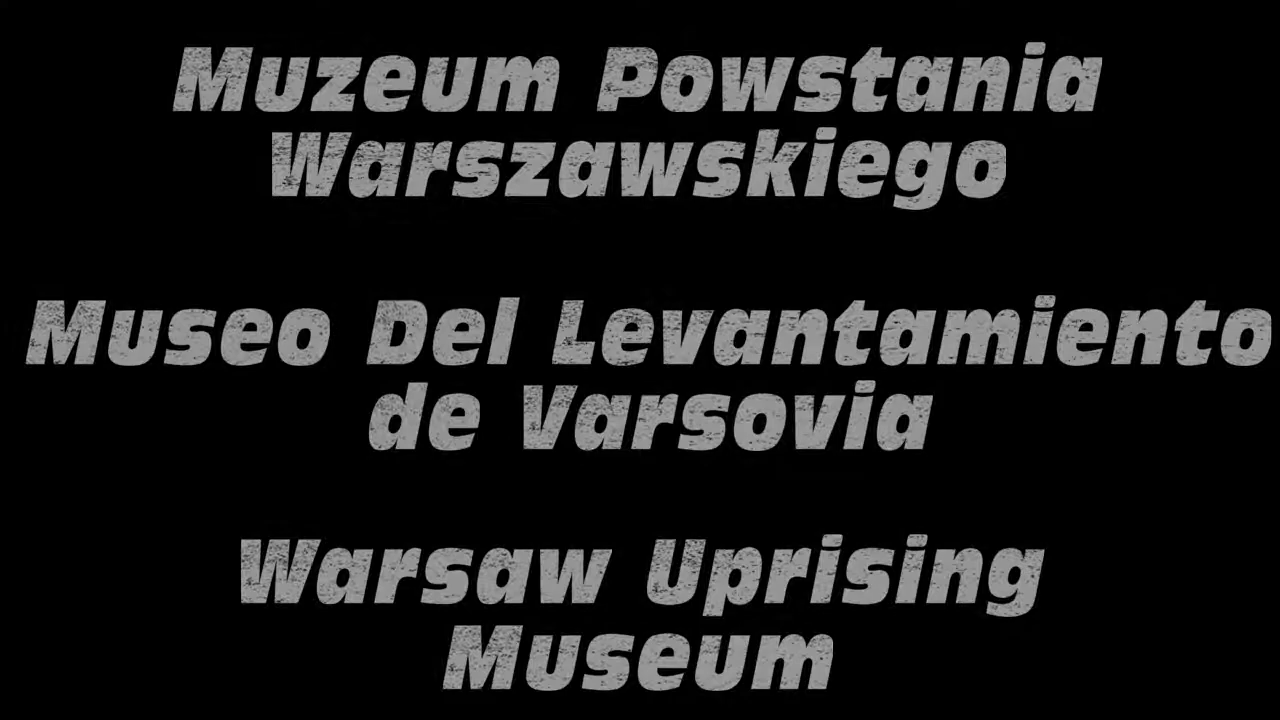 Muzeum Powstania
Warszawskiego
Museo Del Levantamiento
de Varsovia
Warsaw Uprising
Museum